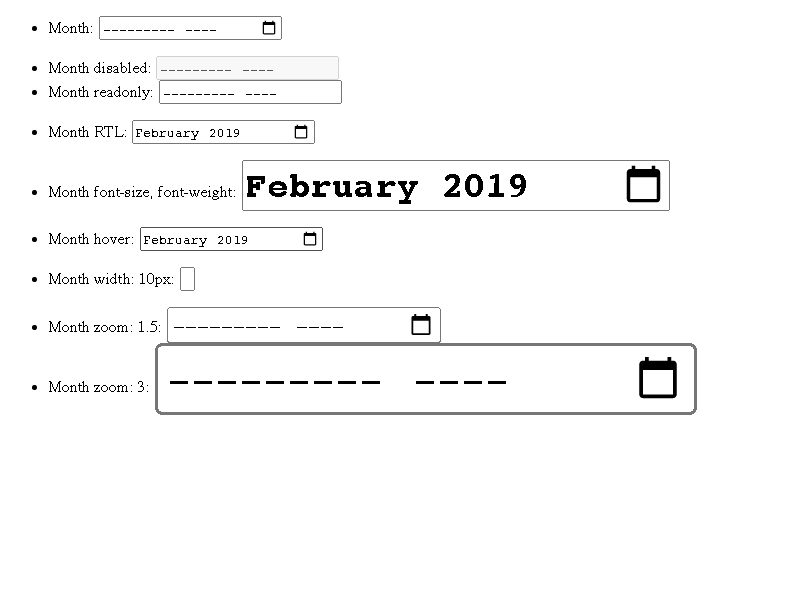 Month: --------- ----
Month disabled: --------- ----
Month readonly: --------- ----
Month RTL: February 2019
Month font-size, font-weight: February 2019
Month hover: February 2019
Month width: 10px:
Month zoom: 1.5: --------- ----
Month zoom: 3: --------- ----